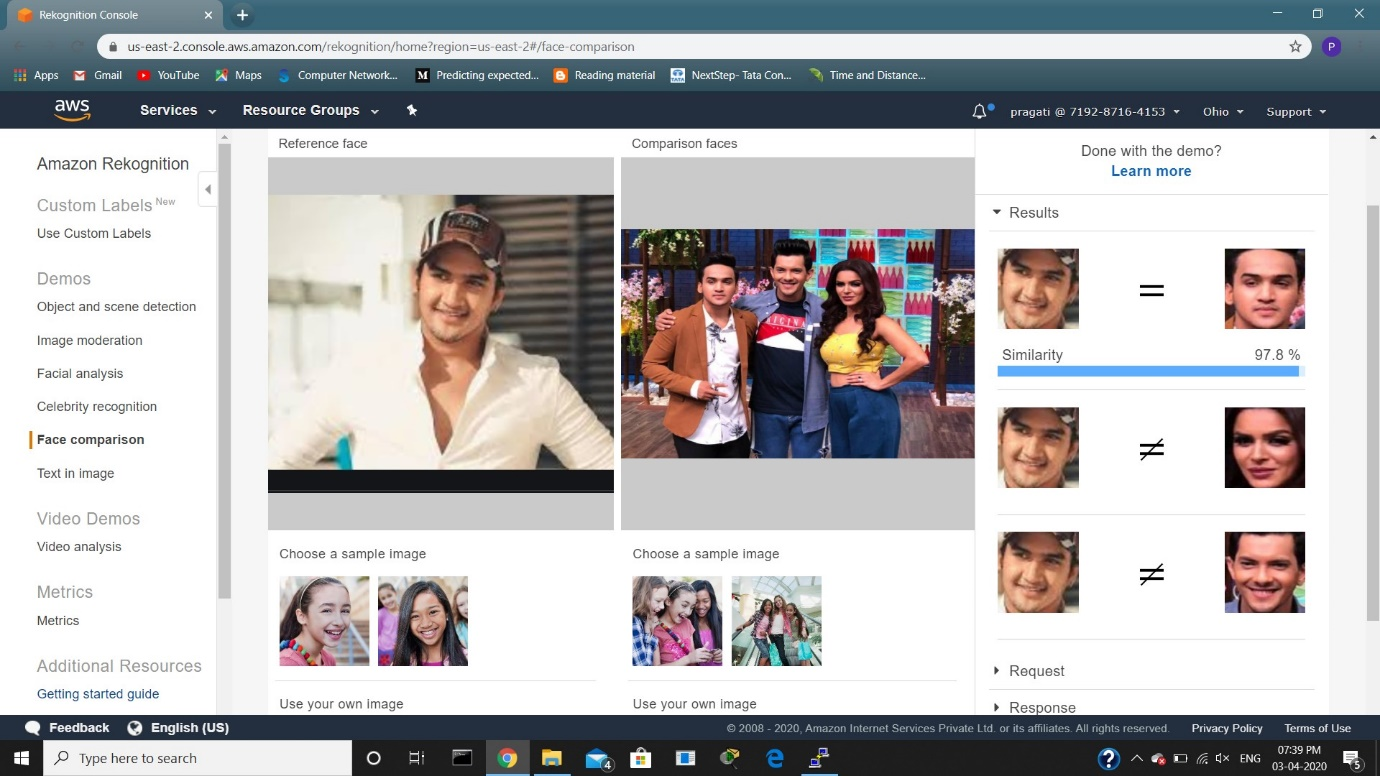 Rekognition Console
us-east-2.console.aws.amazon.com/rekognition/home?region=us-east-2#/face-comparison
P
Apps Gmail YouTube Maps Computer Network... Predicting expected... Reading material NextStep- Tata Con... Time and Distance...
aws Services Resource Groups pragati @ 7192-8716-4153 Ohio Support
Amazon Rekognition
Custom Labels New
Use Custom Labels
Demos
Object and scene detection
Image moderation
Facial analysis
Celebrity recognition
Face comparison
Text in image
Video Demos
Video analysis
Metrics
Metrics
Additional Resources
Getting started guide
Reference face
Comparison faces
Choose a sample image
Choose a sample image
Use your own image
Use your own image
Done with the demo?
Learn more
Results
=
Similarity 97.8 %
≠
≠
Request
Response
Feedback English (US) © 2008 - 2020, Amazon Internet Services Private Ltd. or its affiliates. All rights reserved. Privacy Policy Terms of Use
Type here to search
4
ENG
07:39 PM
03-04-2020
5